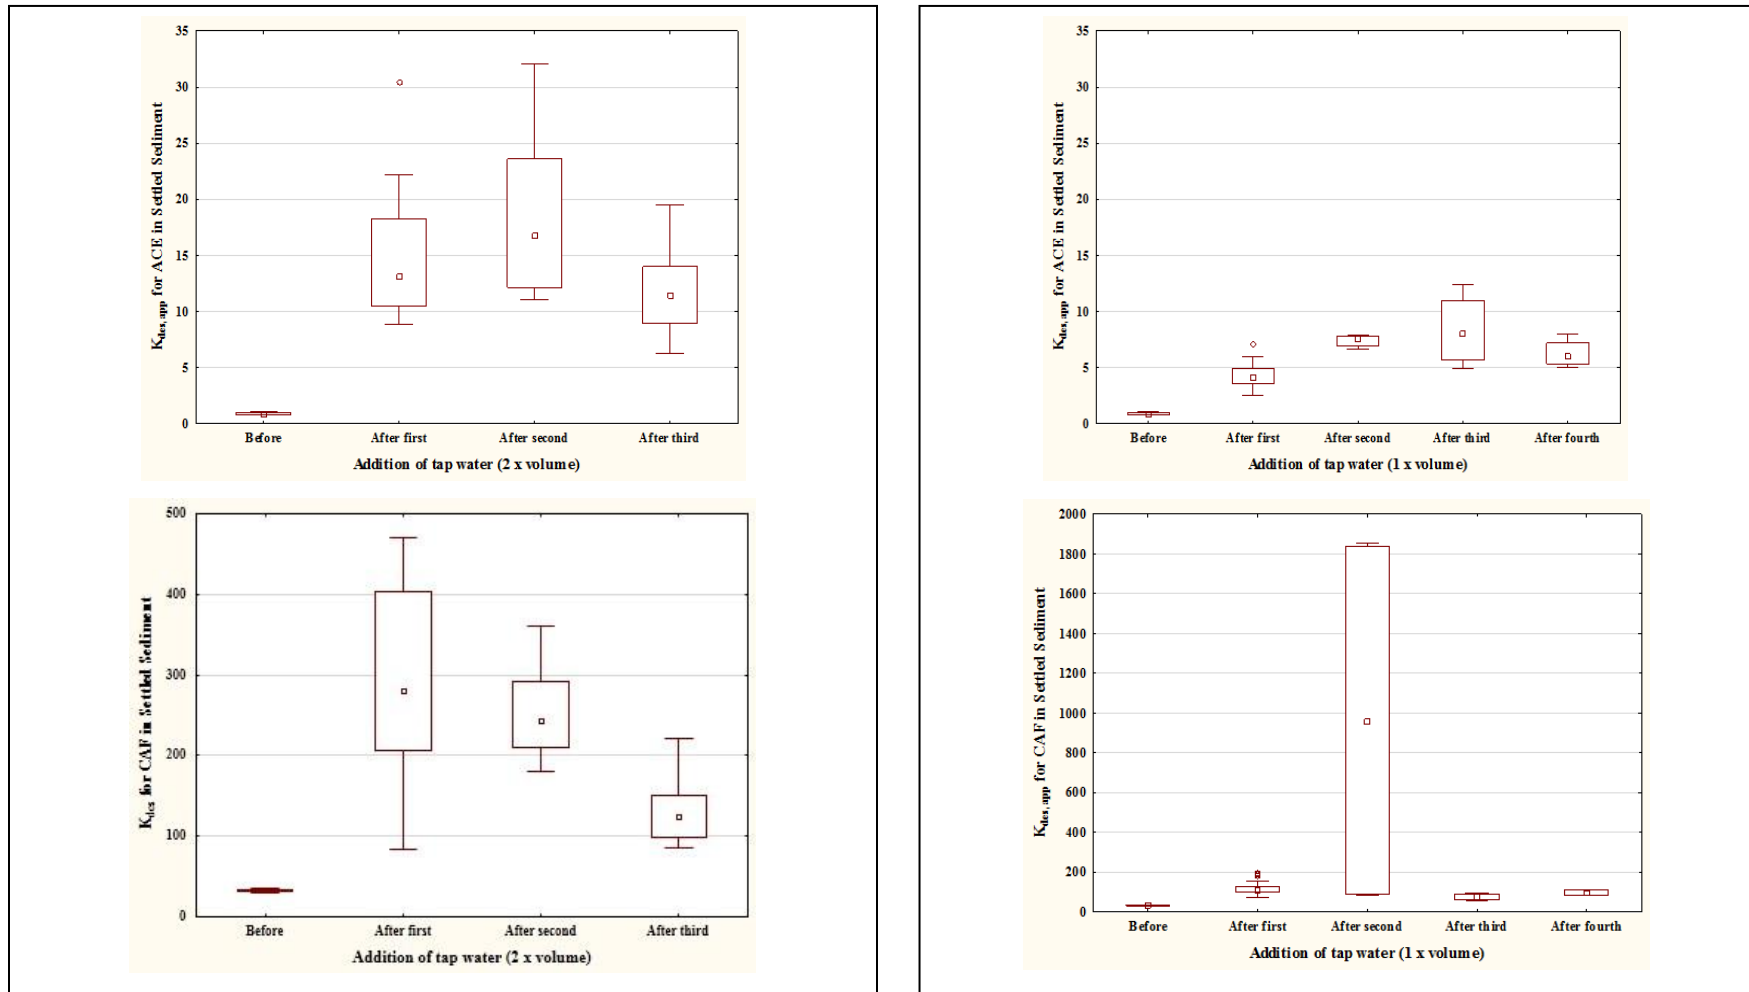 35
30
25
20
15
10
5
0
K des, app for ACE in Settled Sediment
Before After first After second After third
Addition of tap water (2 x volume)
35
30
25
20
15
10
5
0
K des, app for ACE in Settled Sediment
Before After first After second After third After fourth
Addition of tap water (1 x volume)
500
400
300
200
100
0
K des for CAF in Settled Sediment
Before After first After second After third
Addition of tap water (2 x volume)
2000
1800
1600
1400
1200
1000
800
600
400
200
0
K des, app for CAF in Settled Sediment
Before After first After second After third After fourth
Addition of tap water (1 x volume)